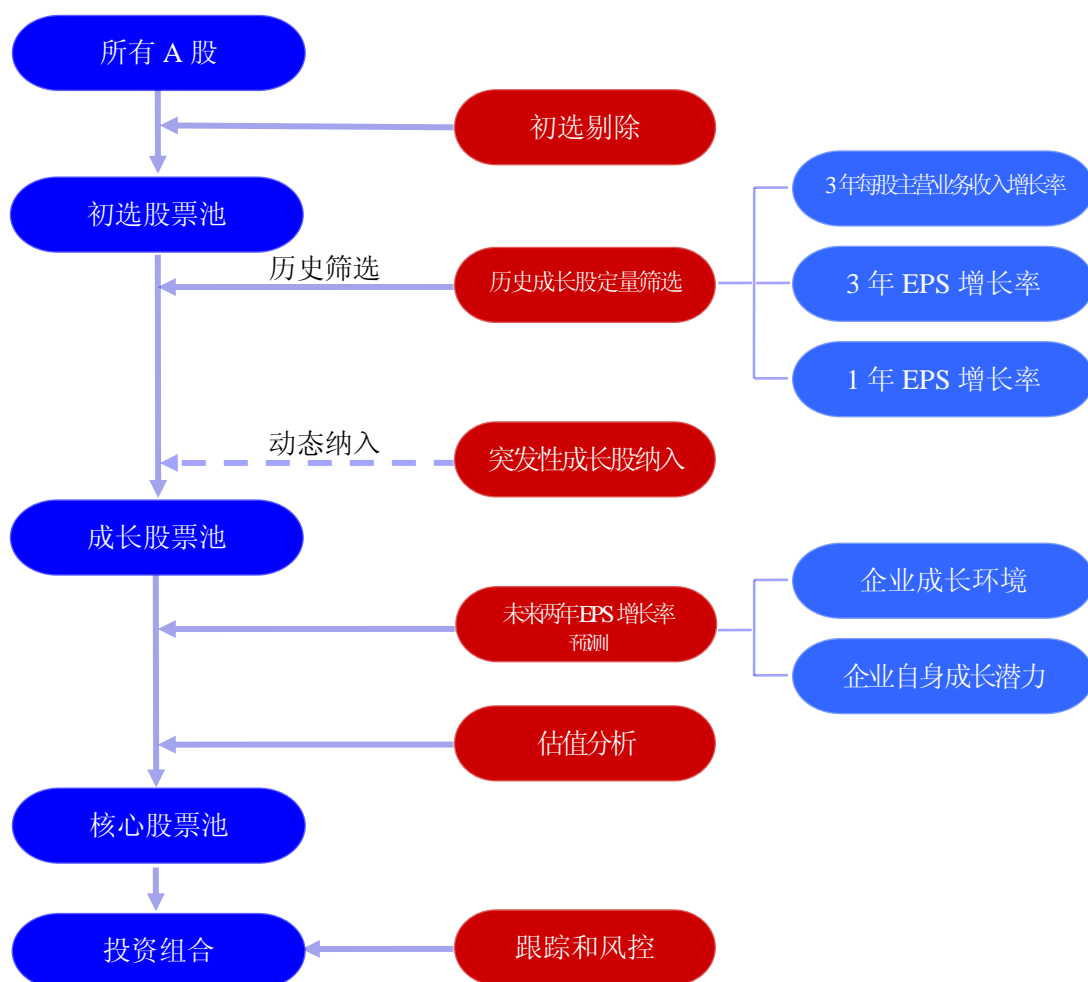 所有 A 股
初选剔除
3 年每股主营业务收入增长率
初选股票池
历史筛选
历史成长股定量筛选
3 年 EPS 增长率
1 年 EPS 增长率
动态纳入
突发性成长股纳入
成长股票池
企业成长环境
未来两年 EPS 增长率
预测
企业自身成长潜力
估值分析
核心股票池
投资组合
跟踪和风控